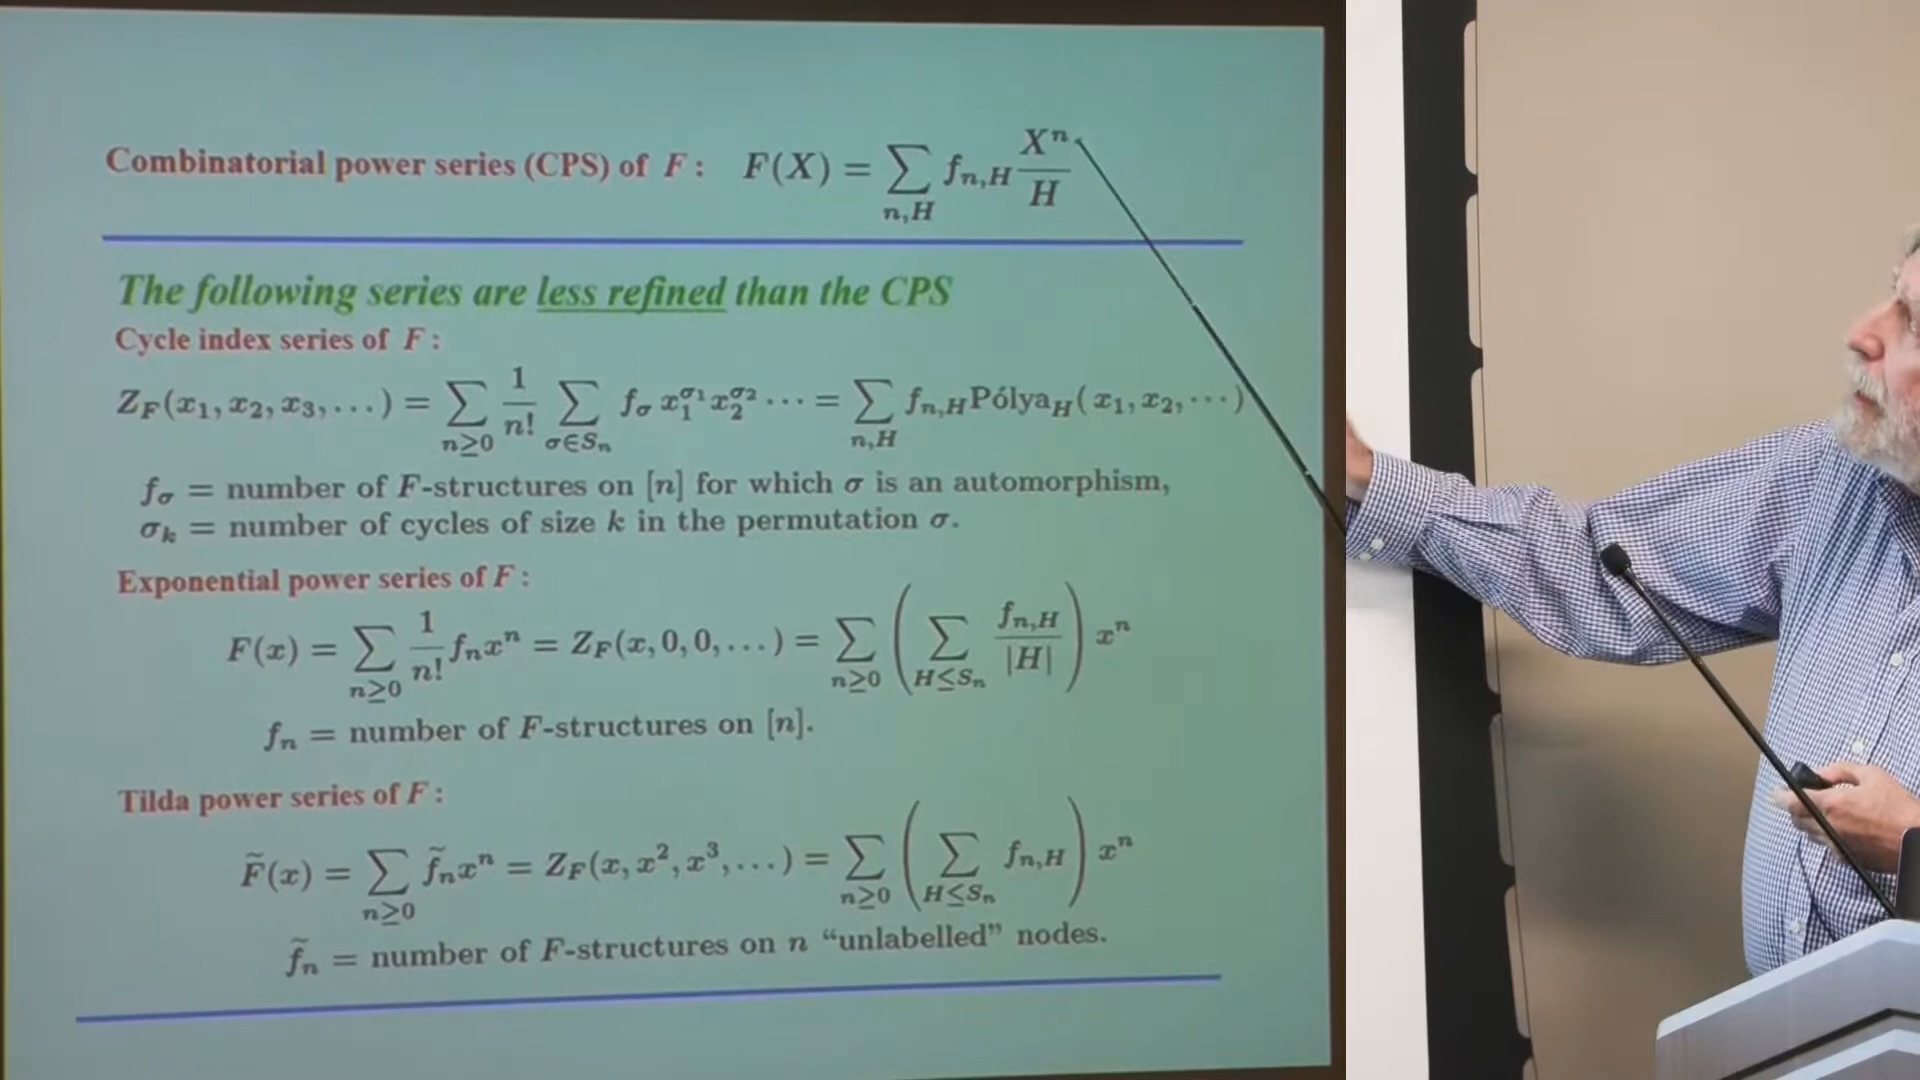 Combinatorial power series (CPS) of F : F(X) = ∑_{n,H} f_{n,H} X^n / H
The following series are less refined than the CPS
Cycle index series of F :
Z_F(x_1, x_2, x_3, ...) = ∑_{n≥0} 1/n! ∑_{σ∈S_n} f_σ x_1^{σ_1} x_2^{σ_2} ··· = ∑_{n,H} f_{n,H} Pólya_H(x_1, x_2, ···)
f_σ = number of F-structures on [n] for which σ is an automorphism,
σ_k = number of cycles of size k in the permutation σ.
Exponential power series of F :
F(x) = ∑_{n≥0} 1/n! f_n x^n = Z_F(x, 0, 0, ...) = ∑_{n≥0} ( ∑_{H≤S_n} f_{n,H} / |H| ) x^n
f_n = number of F-structures on [n].
Tilda power series of F :
F̃(x) = ∑_{n≥0} f̃_n x^n = Z_F(x, x^2, x^3, ...) = ∑_{n≥0} ( ∑_{H≤S_n} f_{n,H} ) x^n
f̃_n = number of F-structures on n “unlabelled” nodes.